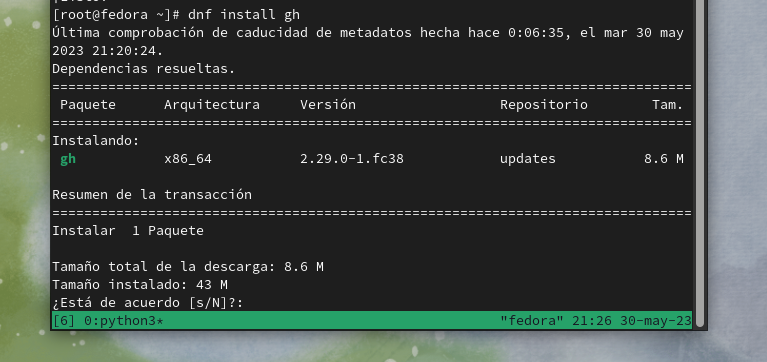 [root@fedora ~]# dnf install gh
Última comprobación de caducidad de metadatos hecha hace 0:06:35, el mar 30 may
2023 21:20:24.
Dependencias resueltas.
================================================================================
 Paquete      Arquitectura     Versión                  Repositorio        Tam.
================================================================================
Instalando:
 gh           x86_64           2.29.0-1.fc38            updates           8.6 M

Resumen de la transacción
================================================================================
Instalar  1 Paquete

Tamaño total de la descarga: 8.6 M
Tamaño instalado: 43 M
¿Está de acuerdo [s/N]?:
[6] 0:python3*                                          "fedora" 21:26 30-may-23